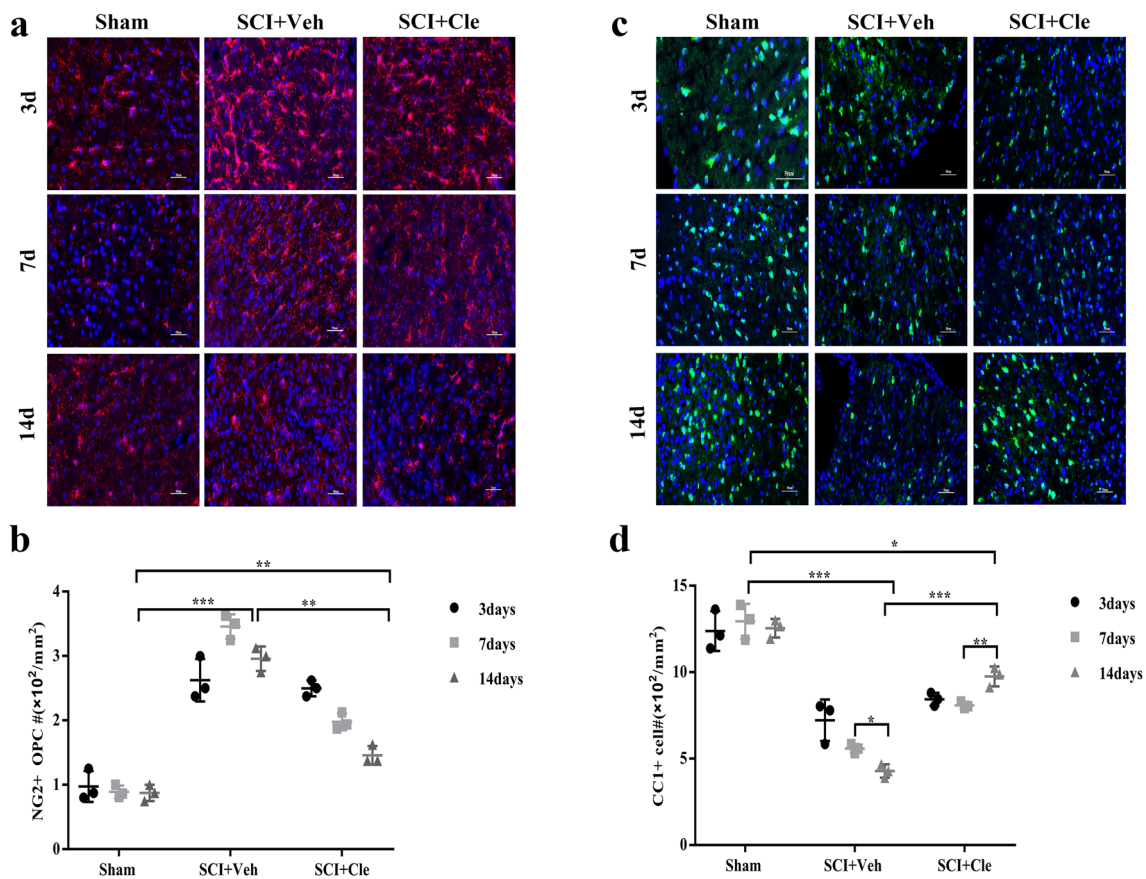 a
Sham SCI+Veh SCI+Cle
3d
7d
14d
c
Sham SCI+Veh SCI+Cle
3d
50um
7d
14d
b
NG2+ OPC #(×10²/mm²)
4
3
2
1
0
** 
*** **
Sham SCI+Veh SCI+Cle
3days
7days
14days
d
CC1+ cell#(×10²/mm²)
15
10
5
0
*
*** ***
**
*
Sham SCI+Veh SCI+Cle
3days
7days
14days